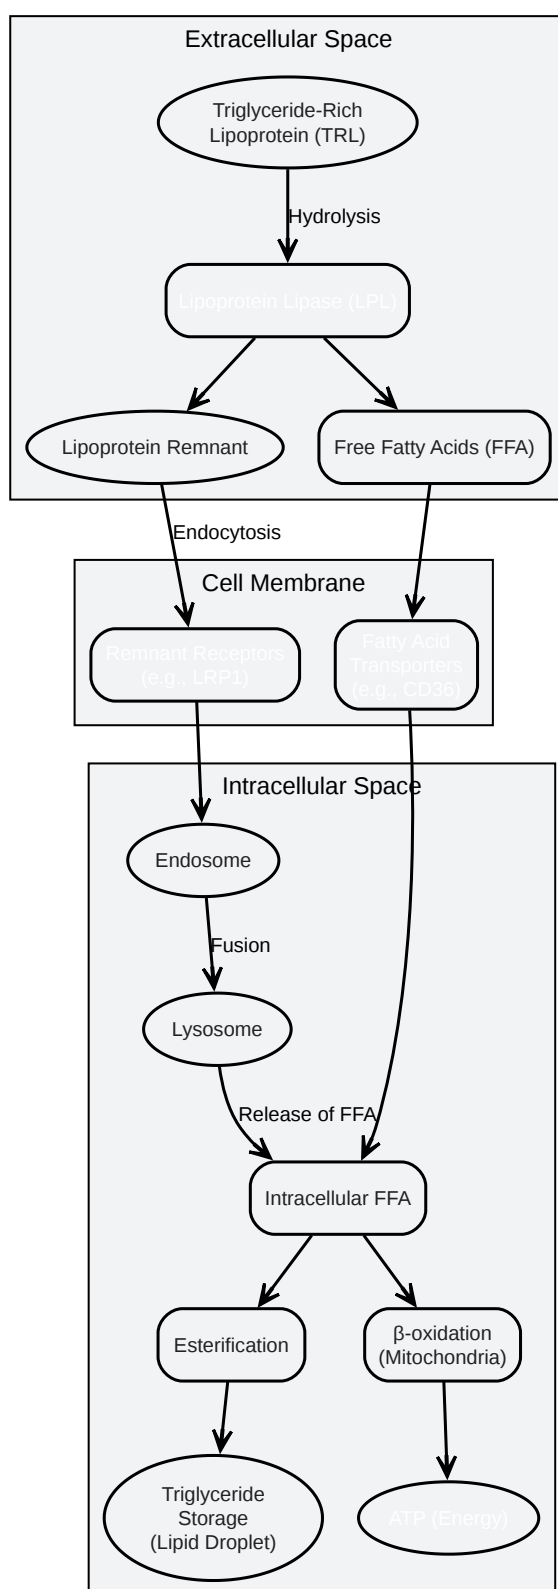 Extracellular Space
Triglyceride-Rich
Lipoprotein (TRL)
Hydrolysis
Lipoprotein Lipase (LPL)
Lipoprotein Remnant
Free Fatty Acids (FFA)
Endocytosis
Cell Membrane
Remnant Receptors
(e.g., LRP1)
Fatty Acid
Transporters
(e.g., CD36)
Intracellular Space
Endosome
Fusion
Lysosome
Release of FFA
Intracellular FFA
Esterification
β-oxidation
(Mitochondria)
Triglyceride
Storage
(Lipid Droplet)
ATP (Energy)